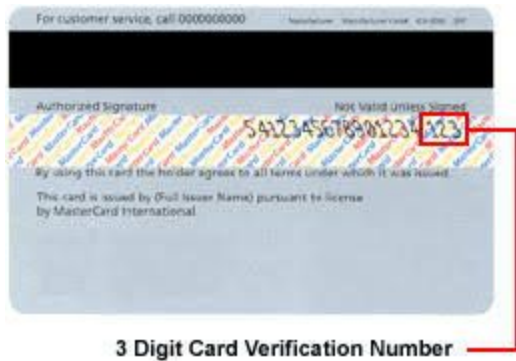 For customer service, call 0000000000
Authorized Signature Not Valid Unless Signed
5412345678901234 123
By using this card the holder agrees to all terms under which it was issued.
This card is issued by (Full Issuer Name) pursuant to license
by MasterCard International.
3 Digit Card Verification Number